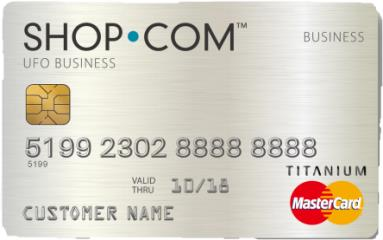 SHOP•COM™
BUSINESS
UFO BUSINESS
5199 2302 8888 8888
5199
TITANIUM
VALID THRU 10/18
MasterCard
CUSTOMER NAME